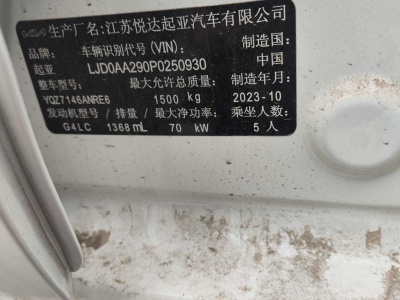 生产厂名:江苏悦达起亚汽车有限公司
品牌: 车辆识别代号(VIN): 制造国:
起亚 LJD0AA290P0250930 中国
整车型号: 最大允许总质量: 制造年月:
YQZ7146ANRE6 1500 kg 2023-10
发动机型号 / 排量 / 最大净功率: 乘坐人数:
G4LC 1368 mL 70 kW 5 人